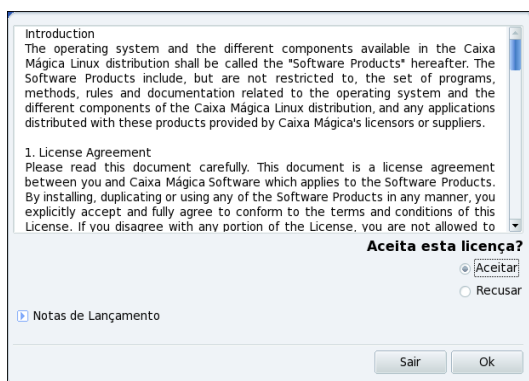 Introduction
The operating system and the different components available in the Caixa
Mágica Linux distribution shall be called the "Software Products" hereafter. The
Software Products include, but are not restricted to, the set of programs,
methods, rules and documentation related to the operating system and the
different components of the Caixa Mágica Linux distribution, and any applications
distributed with these products provided by Caixa Mágica's licensors or suppliers.
1. License Agreement
Please read this document carefully. This document is a license agreement
between you and Caixa Mágica Software which applies to the Software Products.
By installing, duplicating or using any of the Software Products in any manner, you
explicitly accept and fully agree to conform to the terms and conditions of this
License. If you disagree with any portion of the License, you are not allowed to
Aceita esta licença?
Aceitar
Recusar
Notas de Lançamento
Sair
Ok